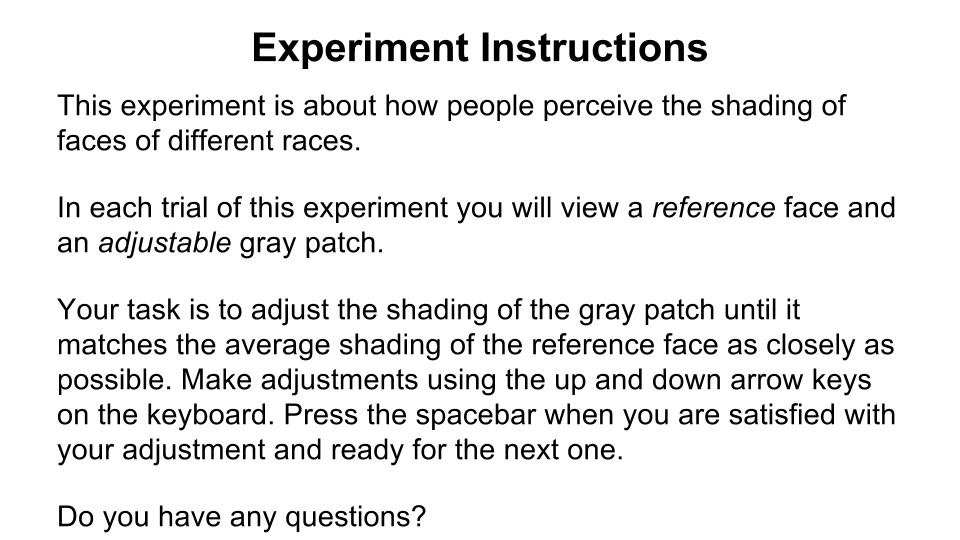 Experiment Instructions
This experiment is about how people perceive the shading of
faces of different races.
In each trial of this experiment you will view a reference face and
an adjustable gray patch.
Your task is to adjust the shading of the gray patch until it
matches the average shading of the reference face as closely as
possible. Make adjustments using the up and down arrow keys
on the keyboard. Press the spacebar when you are satisfied with
your adjustment and ready for the next one.
Do you have any questions?